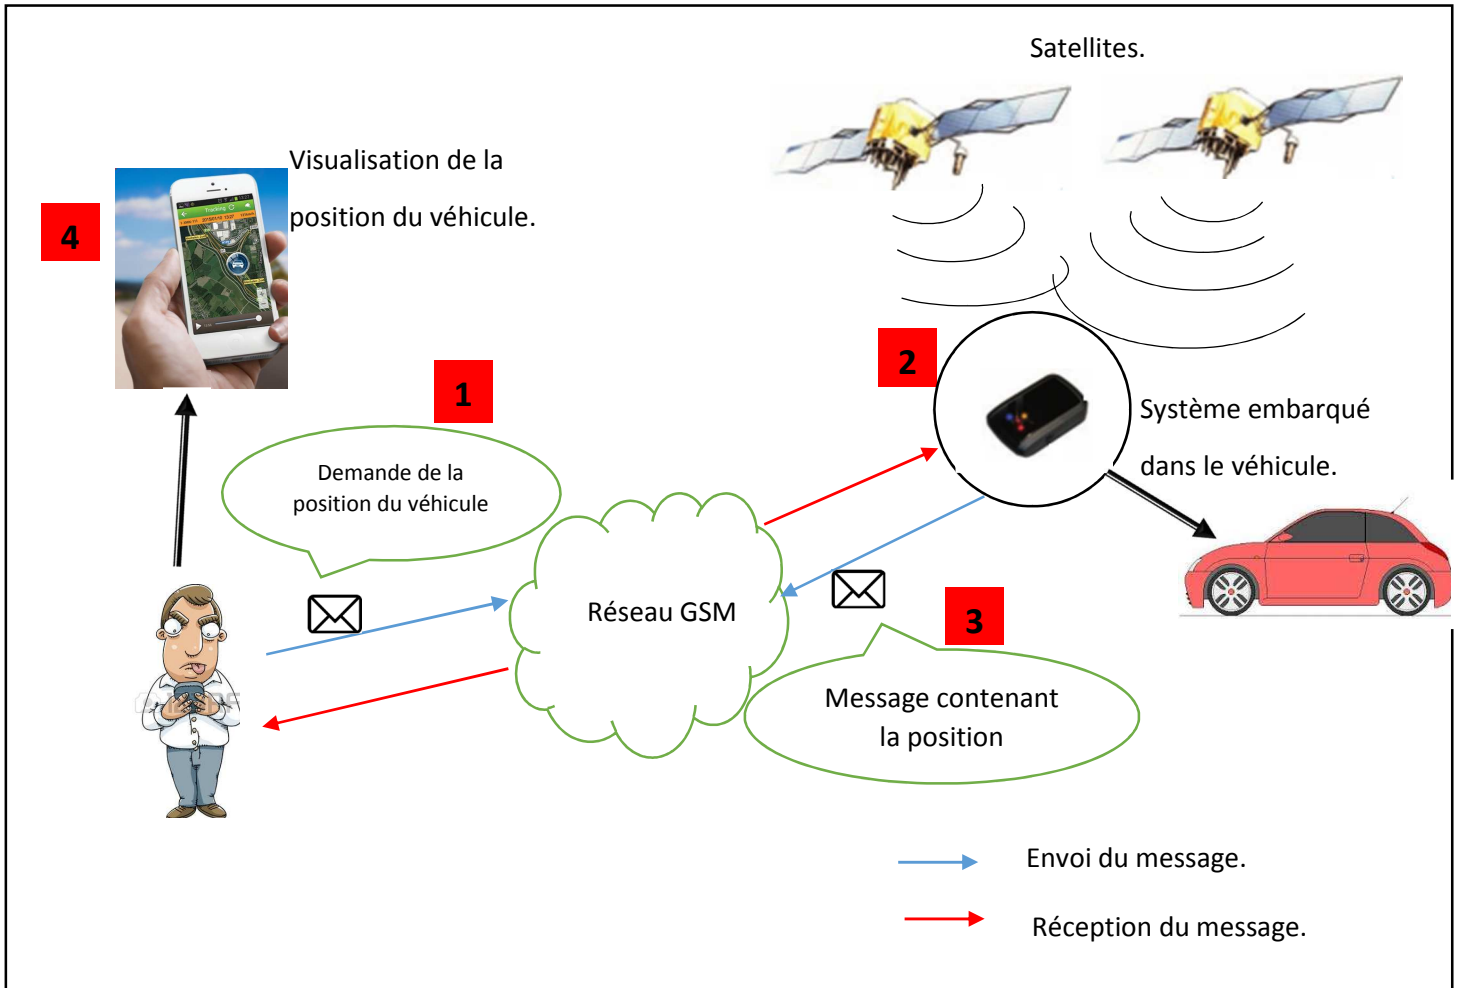 Satellites.
Visualisation de la
position du véhicule.
4
Tracking
2
1
Système embarqué
dans le véhicule.
Demande de la
position du véhicule
Réseau GSM
3
Message contenant
la position
Envoi du message.
Réception du message.